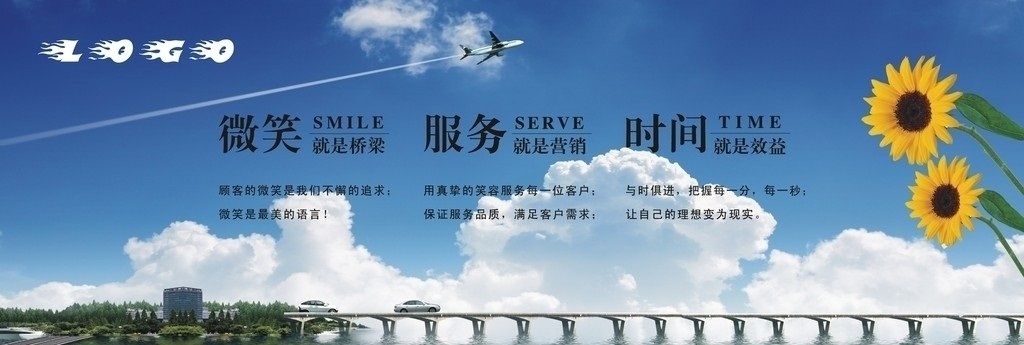 LOGO
微笑 SMILE
就是桥梁
顾客的微笑是我们不懈的追求；
微笑是最美的语言！
服务 SERVE
就是营销
用真挚的笑容服务每一位客户；
保证服务品质，满足客户需求；
时间 TIME
就是效益
与时俱进，把握每一分，每一秒；
让自己的理想变为现实。